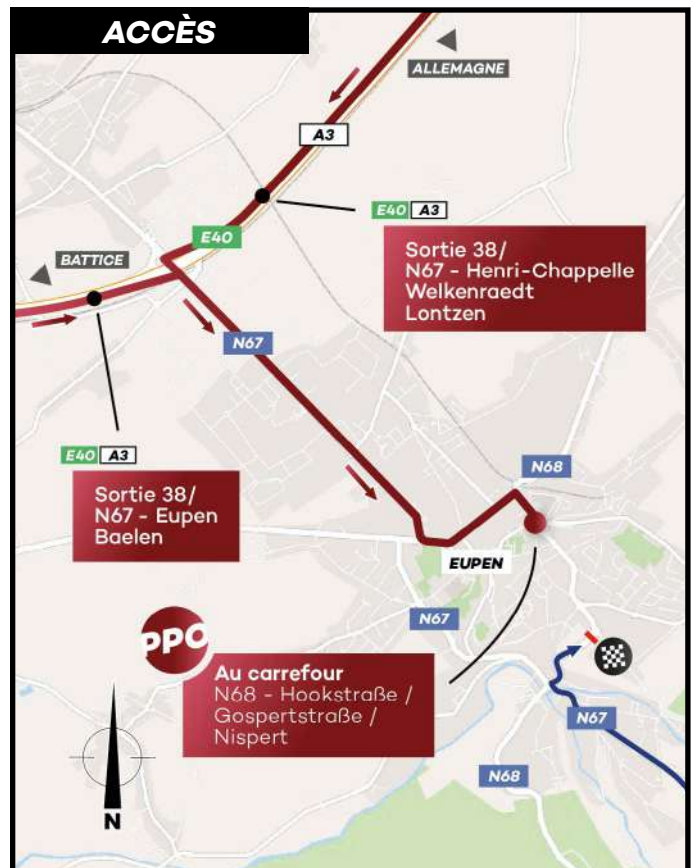 ACCÈS
ALLEMAGNE
A3
E40 A3
E40
Sortie 38/
N67 - Henri-Chappelle
Welkenraedt
Lontzen
BATTICE
N67
E40 A3
Sortie 38/
N67 - Eupen
Baelen
N68
EUPEN
N67
PPO
Au carrefour
N68 - Hookstraße /
Gospertstraße /
Nispert
N67
N68
N